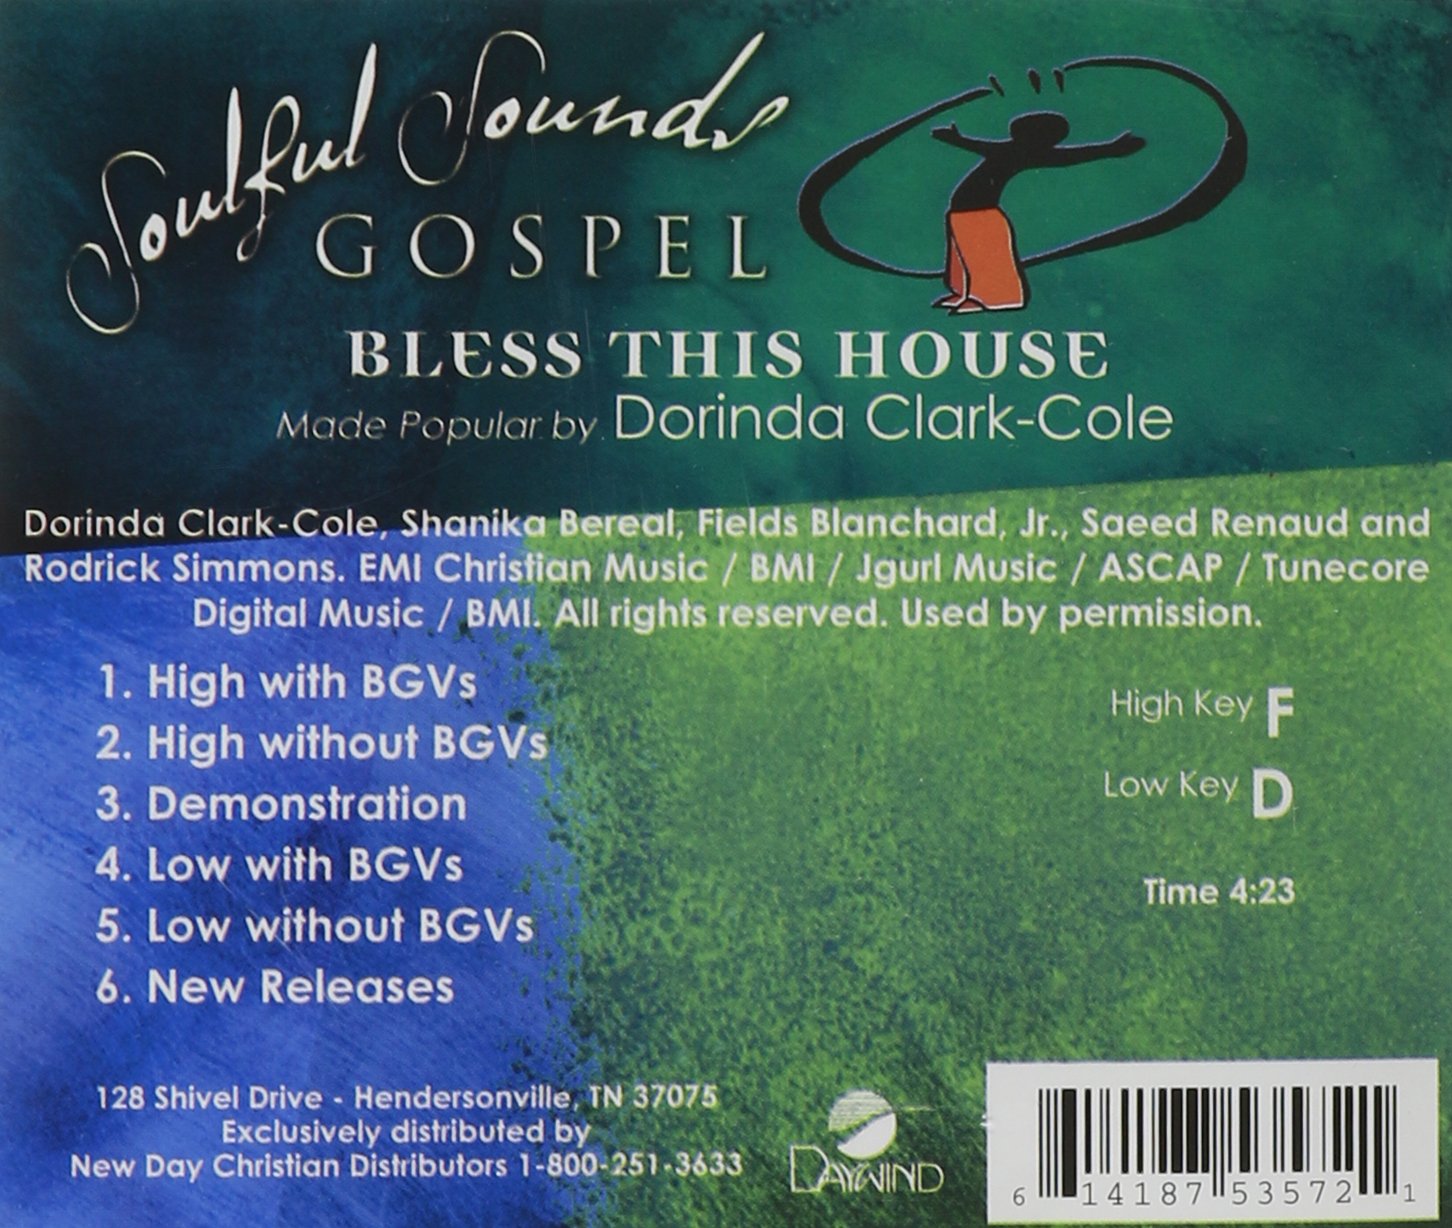 Soulful Sounds
GOSPEL
BLESS THIS HOUSE
Made Popular by Dorinda Clark-Cole
Dorinda Clark-Cole, Shanika Bereal, Fields Blanchard, Jr., Saeed Renaud and
Rodrick Simmons. EMI Christian Music / BMI / Jgurl Music / ASCAP / Tunecore
Digital Music / BMI. All rights reserved. Used by permission.
1. High with BGVs
2. High without BGVs
3. Demonstration
4. Low with BGVs
5. Low without BGVs
6. New Releases
High Key F
Low Key D
Time 4:23
128 Shivel Drive - Hendersonville, TN 37075
Exclusively distributed by
New Day Christian Distributors 1-800-251-3633
DAYWIND
6 14187 53572 1